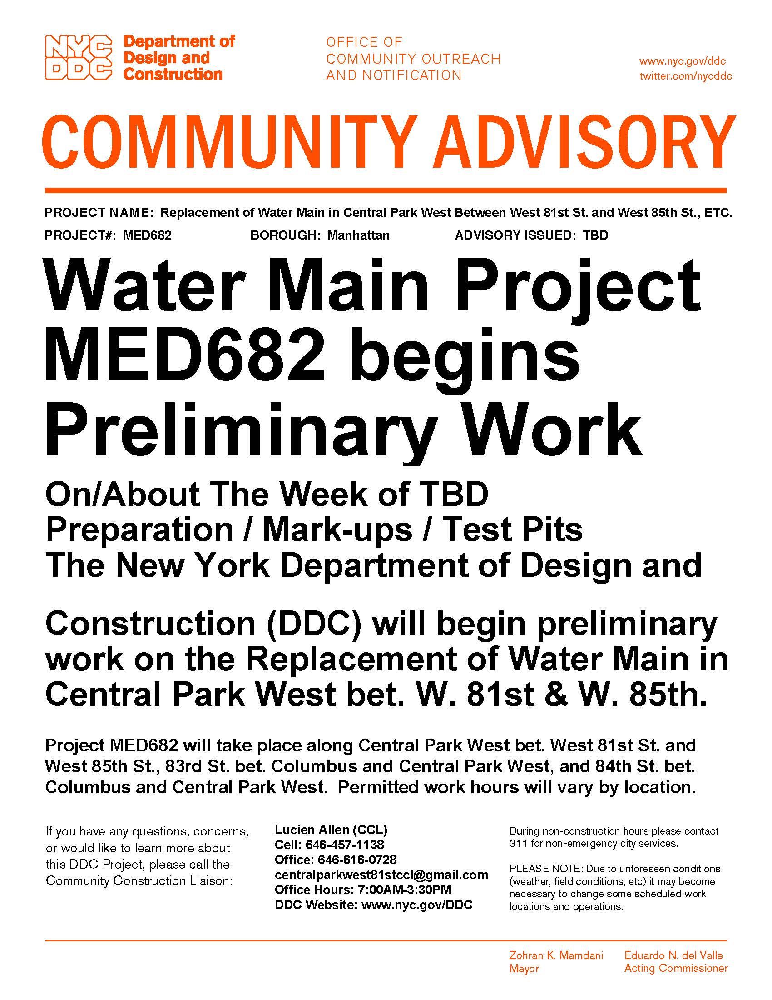 NYC
DDC
Department of
Design and
Construction
OFFICE OF
COMMUNITY OUTREACH
AND NOTIFICATION
www.nyc.gov/ddc
twitter.com/nycddc
COMMUNITY ADVISORY
PROJECT NAME: Replacement of Water Main in Central Park West Between West 81st St. and West 85th St., ETC.
PROJECT#: MED682 BOROUGH: Manhattan ADVISORY ISSUED: TBD
Water Main Project
MED682 begins
Preliminary Work
On/About The Week of TBD
Preparation / Mark-ups / Test Pits
The New York Department of Design and
Construction (DDC) will begin preliminary
work on the Replacement of Water Main in
Central Park West bet. W. 81st & W. 85th.
Project MED682 will take place along Central Park West bet. West 81st St. and
West 85th St., 83rd St. bet. Columbus and Central Park West, and 84th St. bet.
Columbus and Central Park West. Permitted work hours will vary by location.
If you have any questions, concerns,
or would like to learn more about
this DDC Project, please call the
Community Construction Liaison:
Lucien Allen (CCL)
Cell: 646-457-1138
Office: 646-616-0728
centralparkwest81stccl@gmail.com
Office Hours: 7:00AM-3:30PM
DDC Website: www.nyc.gov/DDC
During non-construction hours please contact
311 for non-emergency city services.
PLEASE NOTE: Due to unforeseen conditions
(weather, field conditions, etc) it may become
necessary to change some scheduled work
locations and operations.
Zohran K. Mamdani
Mayor
Eduardo N. del Valle
Acting Commissioner